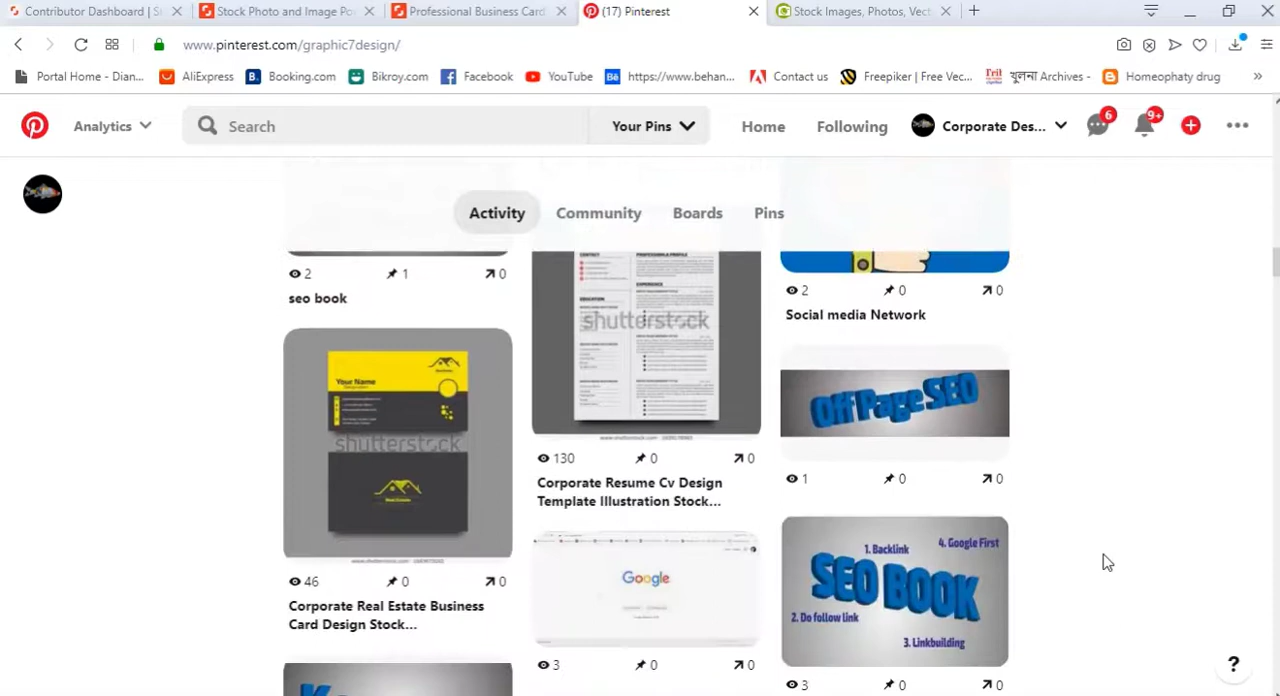 Contributor Dashboard | S
Stock Photo and Image Po
Professional Business Card
(17) Pinterest
Stock Images, Photos, Vect
www.pinterest.com/graphic7design/
Portal Home - Dian...
AliExpress
Booking.com
Bikroy.com
Facebook
YouTube
https://www.behan...
Contact us
Freepiker | Free Vec...
খুলনা Archives -
Homeophaty drug
Analytics
Search
Your Pins
Home
Following
Corporate Des...
6
9+
Activity
Community
Boards
Pins
2 1 0
seo book
Your Name
shutterstock
46 0 0
Corporate Real Estate Business
Card Design Stock...
CONTACT
PROFESSIONAL PROFILE
EXPERIENCE
EDUCATION
shutterstock
130 0 0
Corporate Resume Cv Design
Template Illustration Stock...
Google
3 0 0
2 0 0
Social media Network
Off Page SEO
1 0 0
1. Backlink
4. Google First
SEO BOOK
2. Do follow link
3. Linkbuilding
3 0 0
?